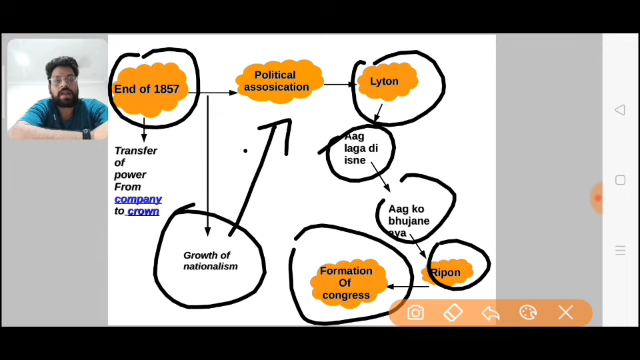 End of 1857
Political
assosication
Lyton
Aag
laga di
isne
Transfer
of
power
From
company
to crown
Aag ko
bhujane
aya
Growth of
nationalism
Formation
Of
congress
Ripon